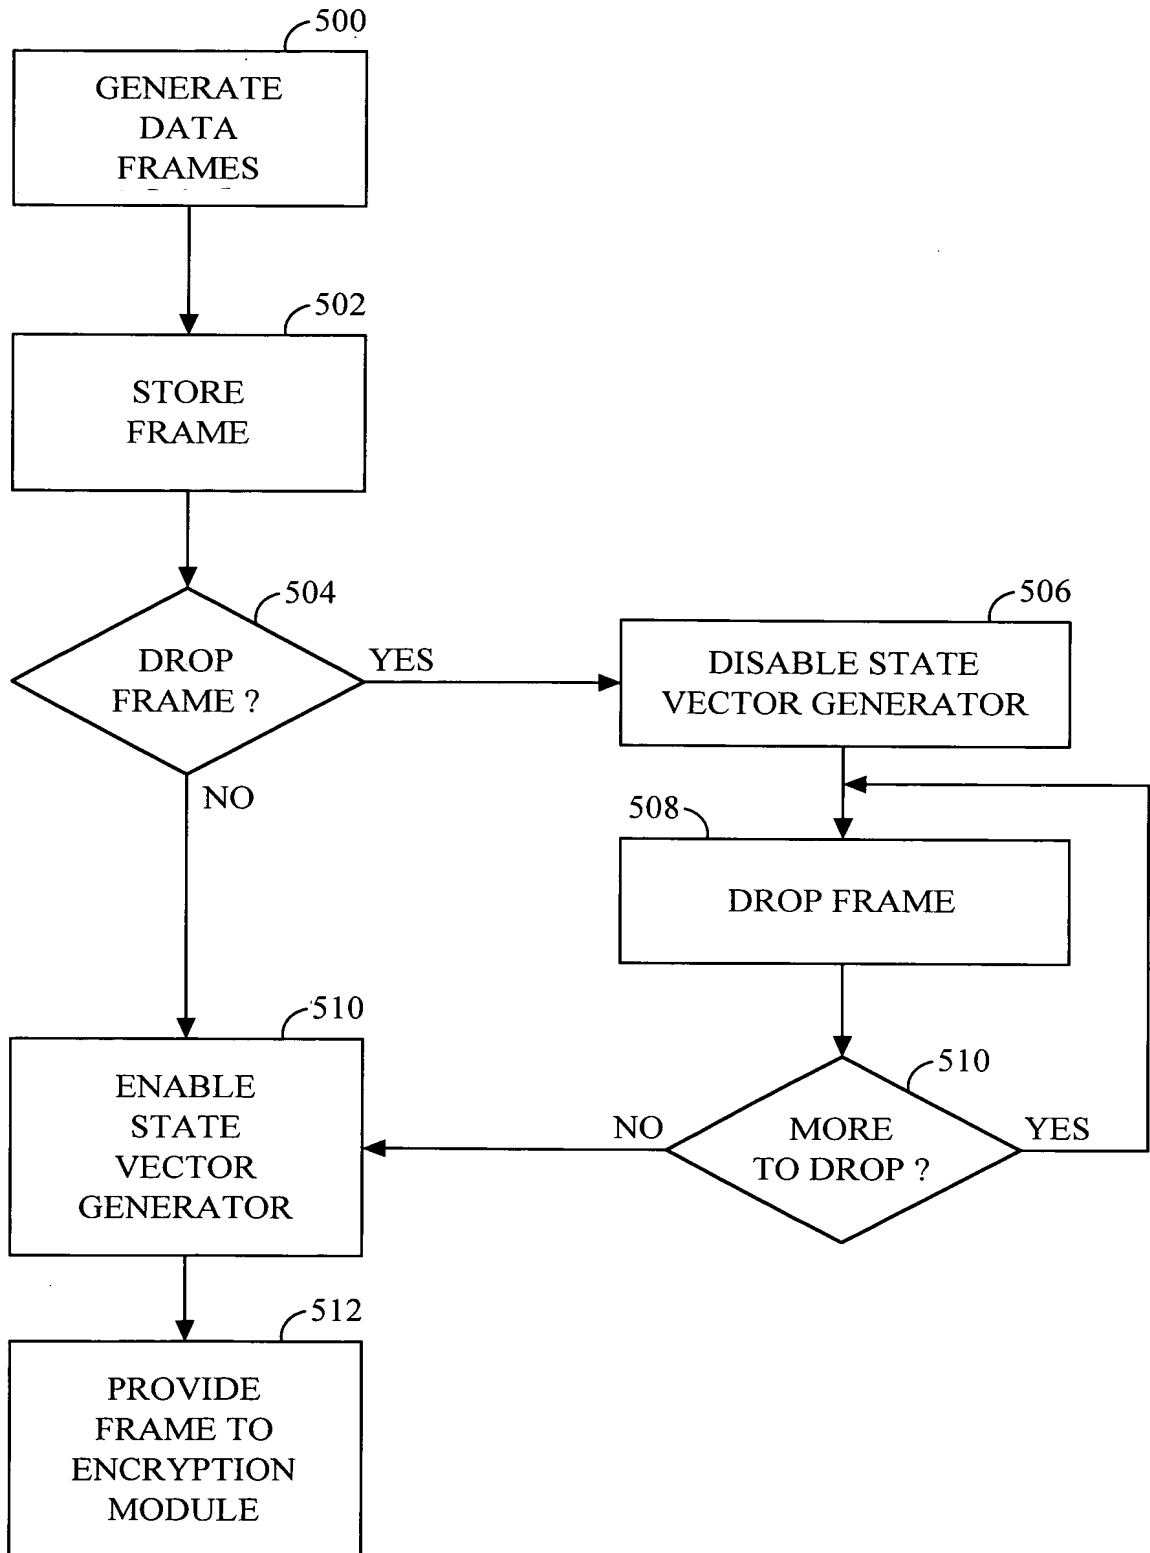 500
GENERATE
DATA
FRAMES
502
STORE
FRAME
504
DROP
FRAME ?
YES
NO
506
DISABLE STATE
VECTOR GENERATOR
508
DROP FRAME
510
MORE
TO DROP ?
YES
NO
510
ENABLE
STATE
VECTOR
GENERATOR
512
PROVIDE
FRAME TO
ENCRYPTION
MODULE